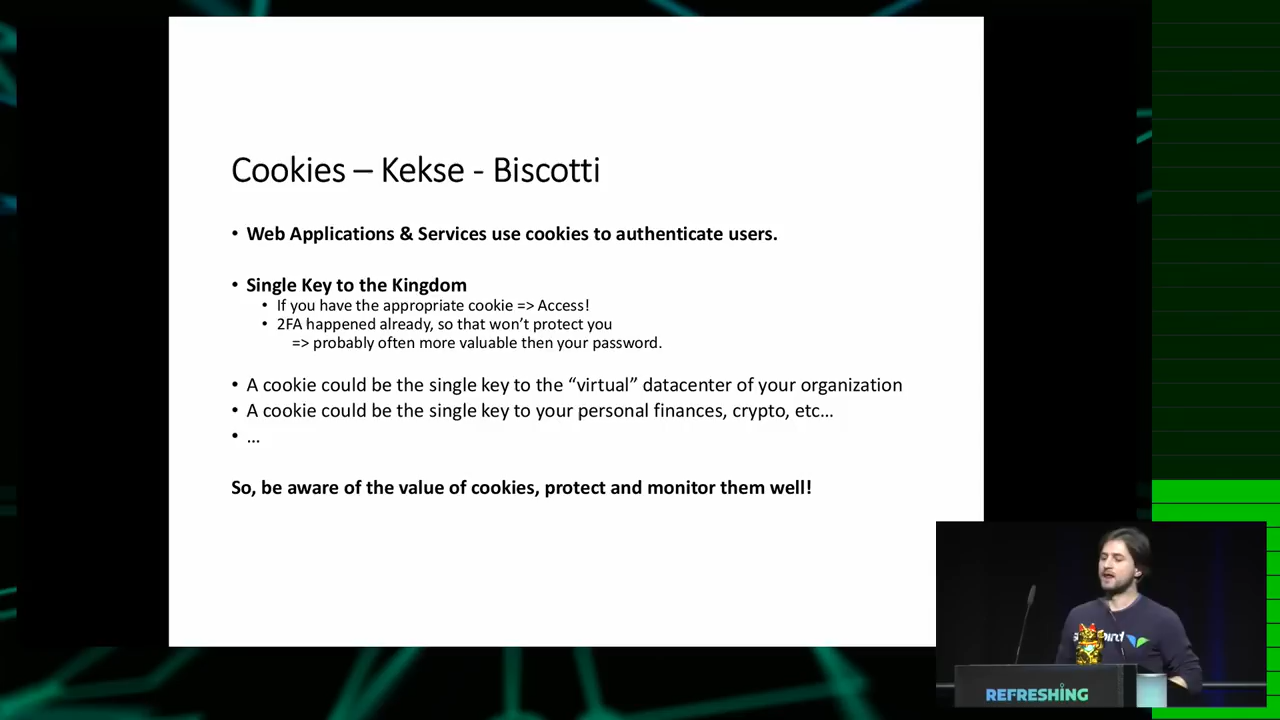 Cookies – Kekse - Biscotti
• Web Applications & Services use cookies to authenticate users.
• Single Key to the Kingdom
• If you have the appropriate cookie => Access!
• 2FA happened already, so that won’t protect you
=> probably often more valuable then your password.
• A cookie could be the single key to the “virtual” datacenter of your organization
• A cookie could be the single key to your personal finances, crypto, etc…
• …
So, be aware of the value of cookies, protect and monitor them well!
REFRESHING